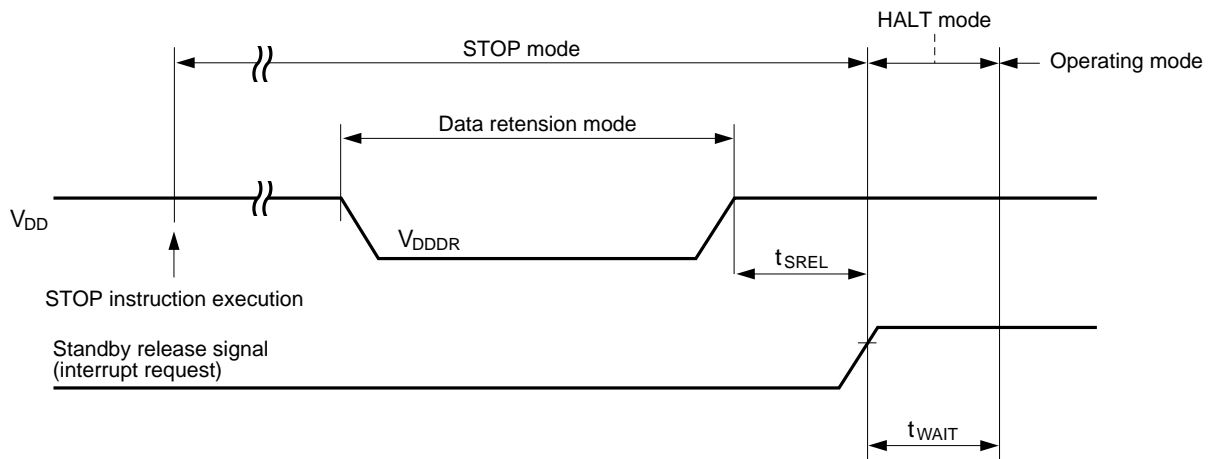 HALT mode
STOP mode
Operating mode
Data retension mode
VDD
VDDDR
tSREL
STOP instruction execution
Standby release signal
(interrupt request)
tWAIT